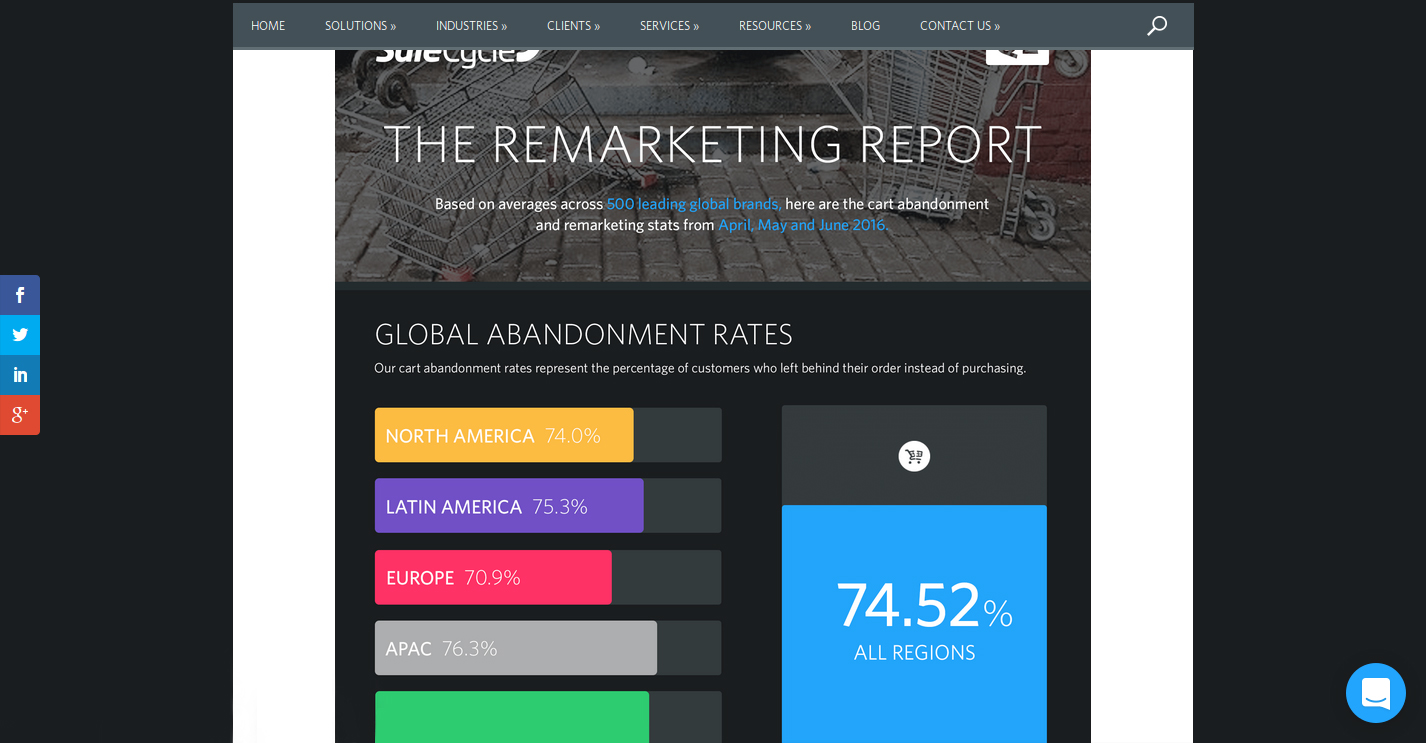 HOME SOLUTIONS » INDUSTRIES » CLIENTS » SERVICES » RESOURCES » BLOG CONTACT US »
SaleCycle
THE REMARKETING REPORT
Based on averages across 500 leading global brands, here are the cart abandonment
and remarketing stats from April, May and June 2016.
f
in
g+
GLOBAL ABANDONMENT RATES
Our cart abandonment rates represent the percentage of customers who left behind their order instead of purchasing.
NORTH AMERICA 74.0%
LATIN AMERICA 75.3%
EUROPE 70.9%
APAC 76.3%
74.52%
ALL REGIONS